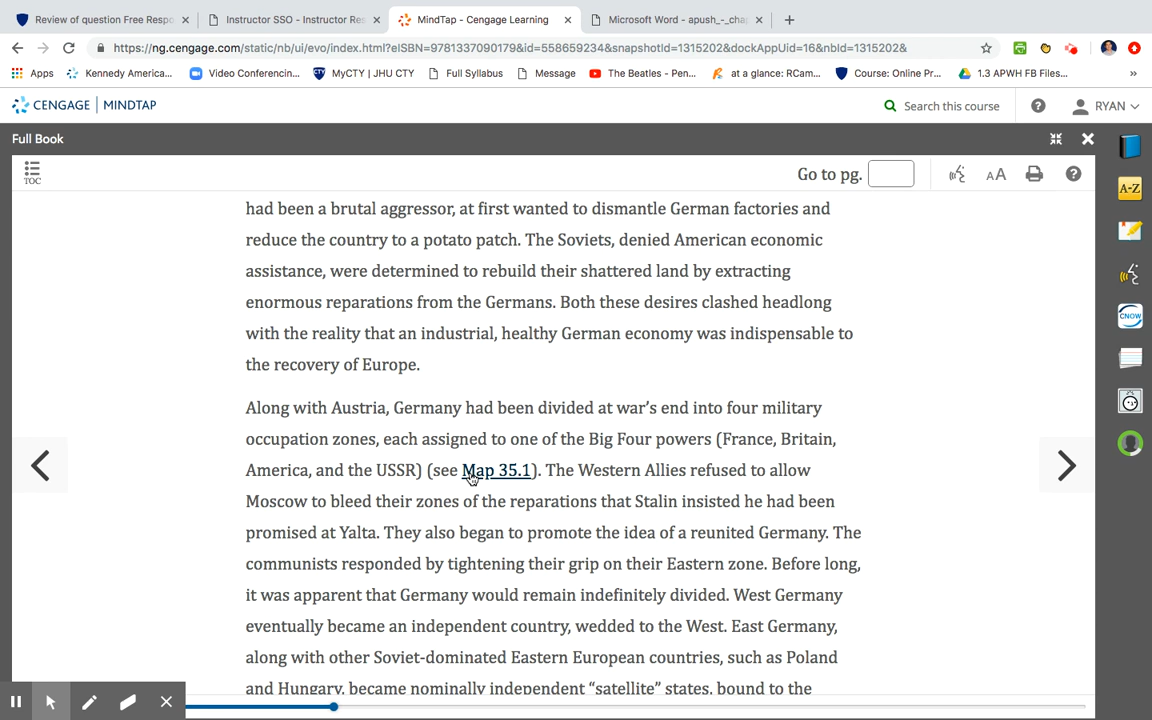 Review of question Free Respo
Instructor SSO - Instructor Re
MindTap - Cengage Learning
Microsoft Word - apush_-_cha
https://ng.cengage.com/static/nb/ui/evo/index.html?eISBN=9781337090179&id=558659234&snapshotId=1315202&dockAppUid=16&nbId=1315202&
Apps
Kennedy America...
Video Conferencin...
CTY
MyCTY | JHU CTY
Full Syllabus
Message
The Beatles - Pen...
at a glance: RCam...
Course: Online Pr...
1.3 APWH FB Files...
»
CENGAGE | MINDTAP
Search this course
RYAN
Full Book
TOC
Go to pg.
AA
A-Z
CNOW
had been a brutal aggressor, at first wanted to dismantle German factories and
reduce the country to a potato patch. The Soviets, denied American economic
assistance, were determined to rebuild their shattered land by extracting
enormous reparations from the Germans. Both these desires clashed headlong
with the reality that an industrial, healthy German economy was indispensable to
the recovery of Europe.
Along with Austria, Germany had been divided at war's end into four military
occupation zones, each assigned to one of the Big Four powers (France, Britain,
America, and the USSR) (see Map 35.1). The Western Allies refused to allow
Moscow to bleed their zones of the reparations that Stalin insisted he had been
promised at Yalta. They also began to promote the idea of a reunited Germany. The
communists responded by tightening their grip on their Eastern zone. Before long,
it was apparent that Germany would remain indefinitely divided. West Germany
eventually became an independent country, wedded to the West. East Germany,
along with other Soviet-dominated Eastern European countries, such as Poland
and Hungary, became nominally independent “satellite” states, bound to the